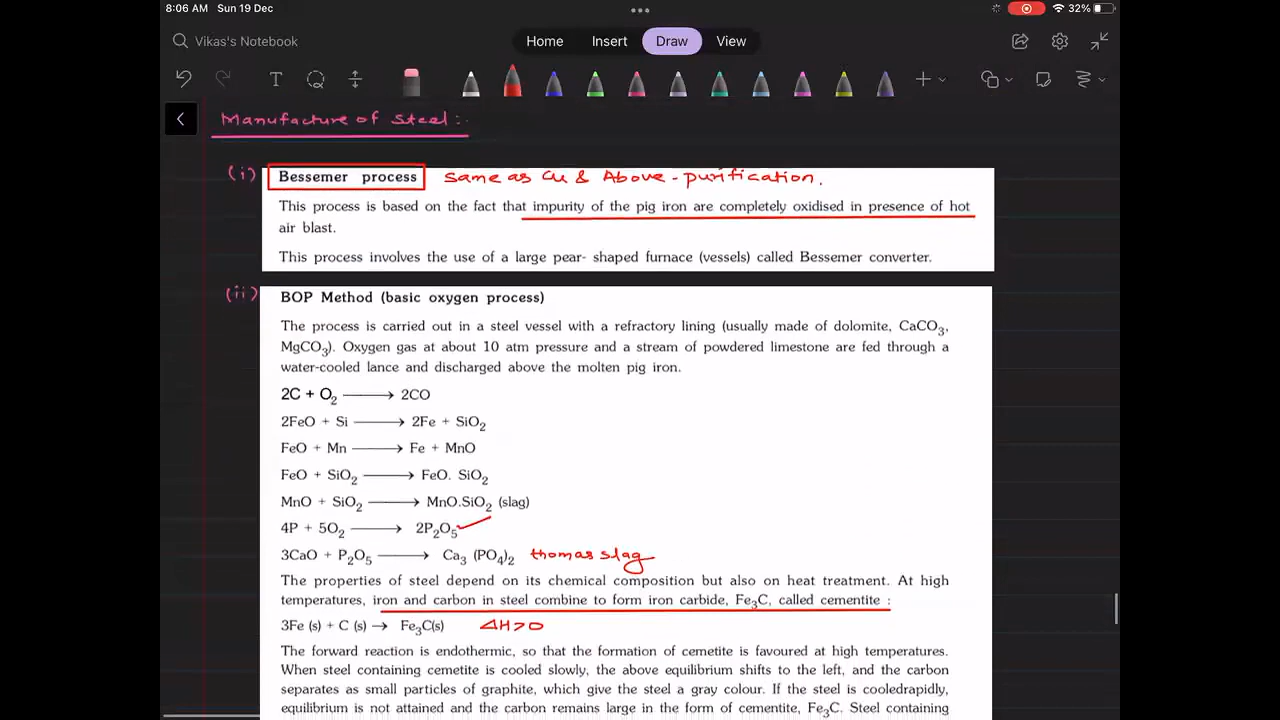 8:06 AM Sun 19 Dec
32%
Vikas's Notebook
Home Insert Draw View
Manufacture of Steel :-
(i) Bessemer process Same as Cu & Above - purification.
This process is based on the fact that impurity of the pig iron are completely oxidised in presence of hot
air blast.
This process involves the use of a large pear- shaped furnace (vessels) called Bessemer converter.
(ii) BOP Method (basic oxygen process)
The process is carried out in a steel vessel with a refractory lining (usually made of dolomite, CaCO₃,
MgCO₃). Oxygen gas at about 10 atm pressure and a stream of powdered limestone are fed through a
water-cooled lance and discharged above the molten pig iron.
2C + O₂ ⟶ 2CO
2FeO + Si ⟶ 2Fe + SiO₂
FeO + Mn ⟶ Fe + MnO
FeO + SiO₂ ⟶ FeO. SiO₂
MnO + SiO₂ ⟶ MnO.SiO₂ (slag)
4P + 5O₂ ⟶ 2P₂O₅
3CaO + P₂O₅ ⟶ Ca₃ (PO₄)₂ thomas slag
The properties of steel depend on its chemical composition but also on heat treatment. At high
temperatures, iron and carbon in steel combine to form iron carbide, Fe₃C, called cementite :
3Fe (s) + C (s) → Fe₃C(s) ΔH>0
The forward reaction is endothermic, so that the formation of cemetite is favoured at high temperatures.
When steel containing cemetite is cooled slowly, the above equilibrium shifts to the left, and the carbon
separates as small particles of graphite, which give the steel a gray colour. If the steel is cooledrapidly,
equilibrium is not attained and the carbon remains large in the form of cementite, Fe₃C. Steel containing